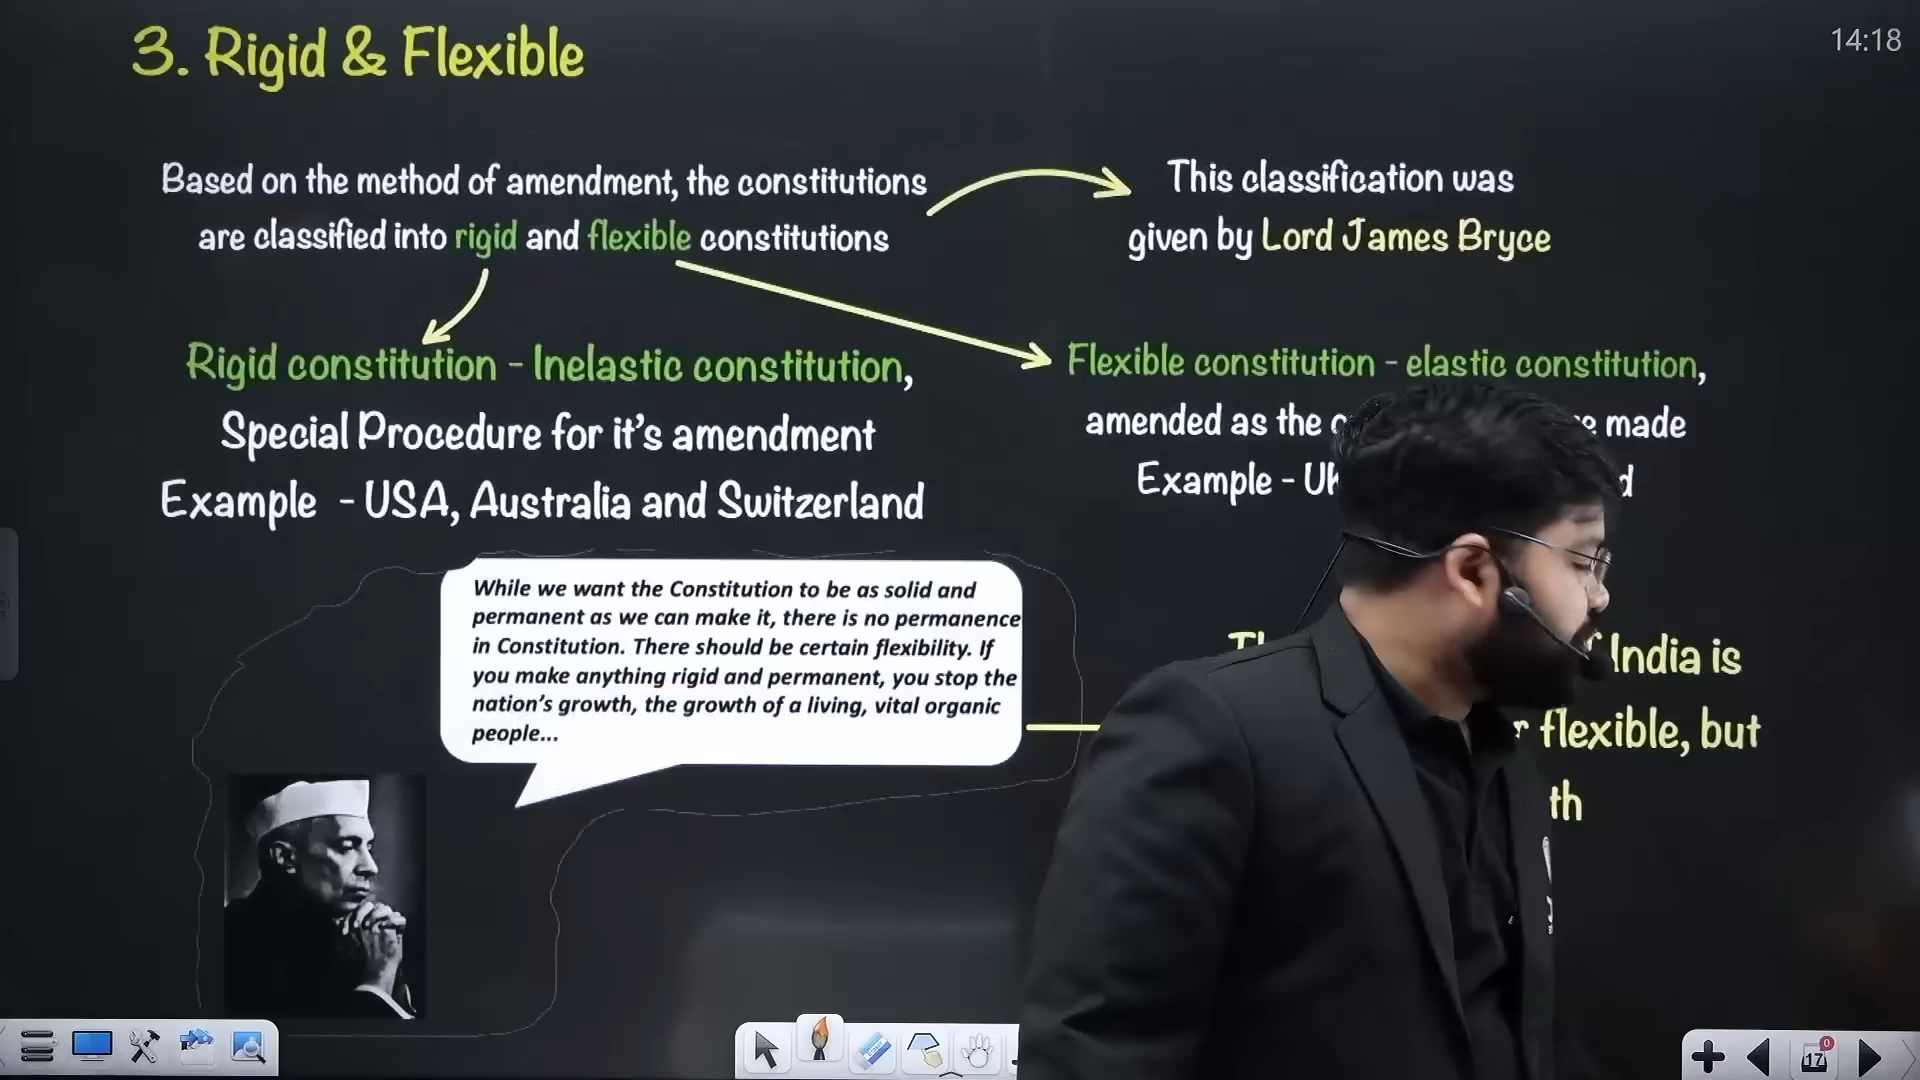 3. Rigid & Flexible
14:18
Based on the method of amendment, the constitutions
are classified into rigid and flexible constitutions
This classification was
given by Lord James Bryce
Rigid constitution - Inelastic constitution,
Special Procedure for it's amendment
Example - USA, Australia and Switzerland
Flexible constitution - elastic constitution,
amended as the made
Example -
While we want the Constitution to be as solid and
permanent as we can make it, there is no permanence
in Constitution. There should be certain flexibility. If
you make anything rigid and permanent, you stop the
nation's growth, the growth of a living, vital organic
people...
India is
flexible, but
th
17
0